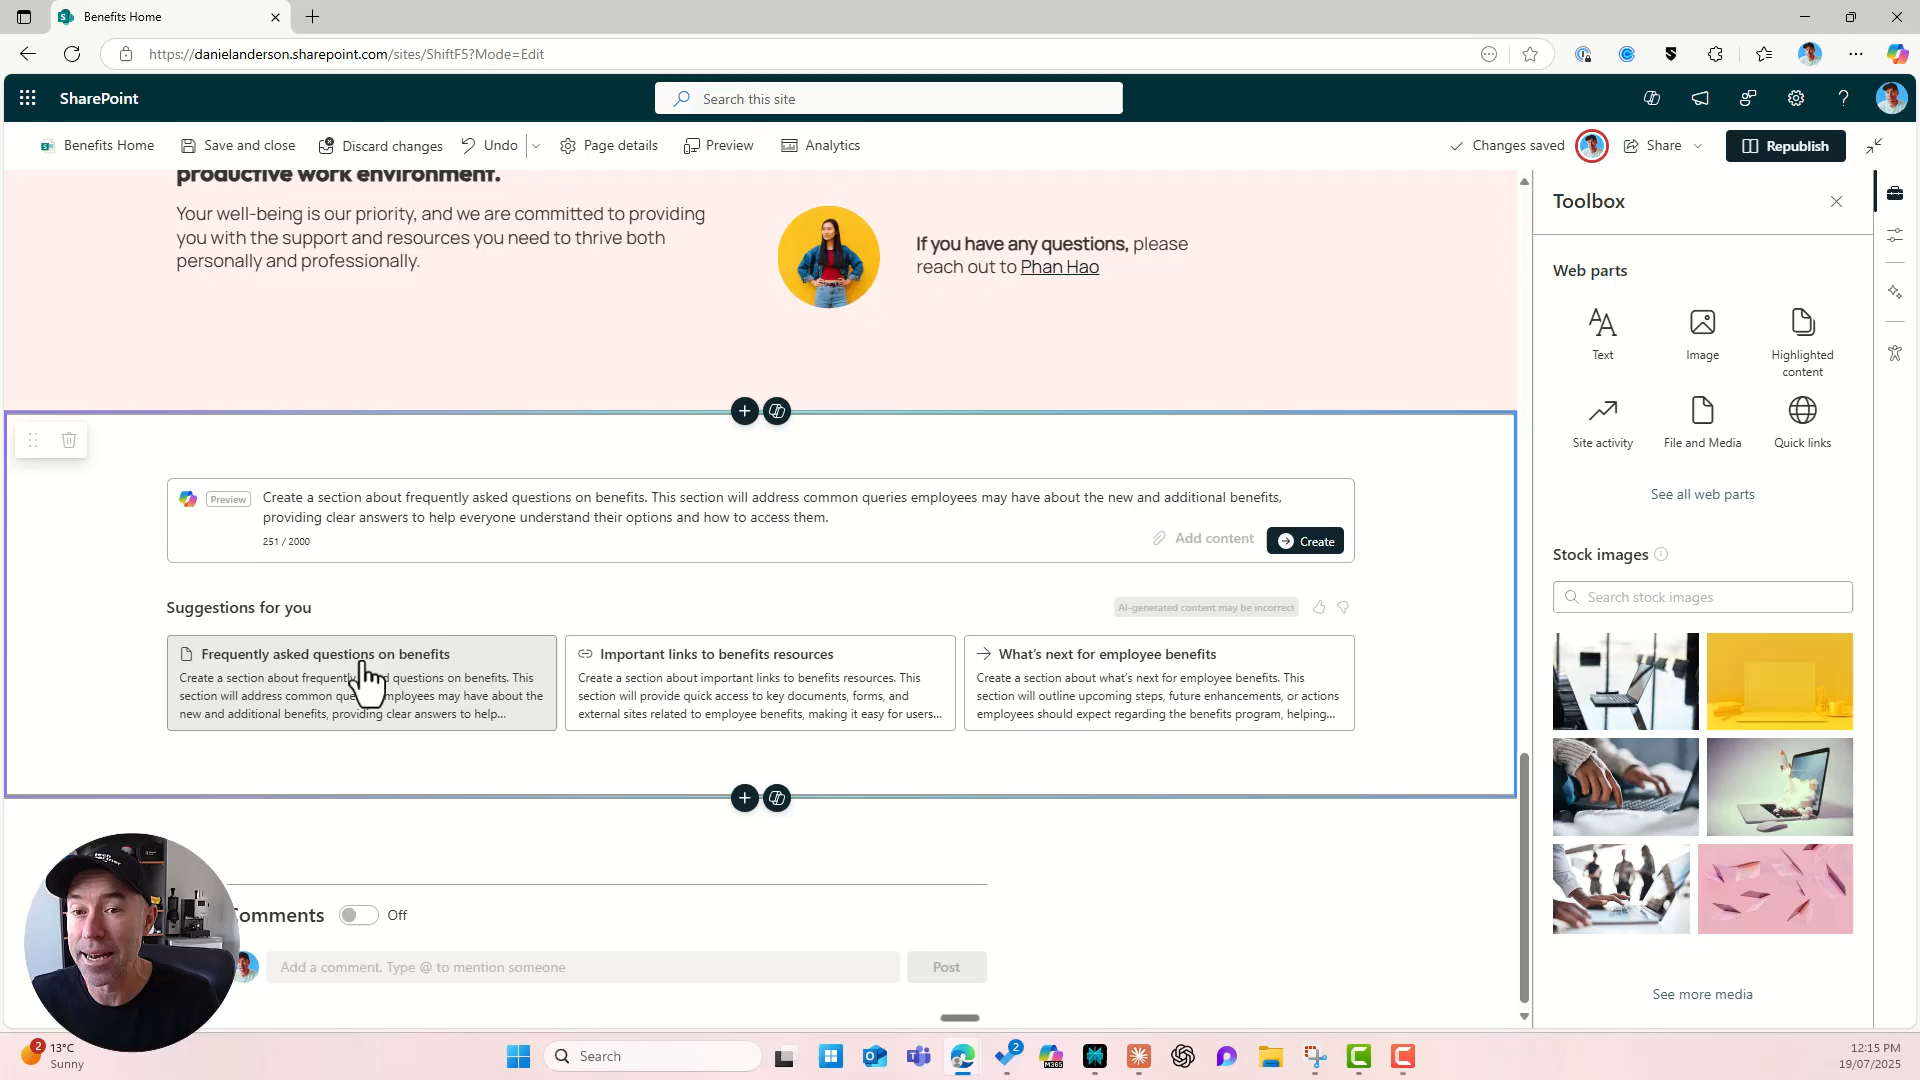 Benefits Home
https://danielanderson.sharepoint.com/sites/ShiftF5?Mode=Edit
SharePoint
Search this site
Benefits Home
Save and close
Discard changes
Undo
Page details
Preview
Analytics
Changes saved
Share
Republish
productive work environment.
Your well-being is our priority, and we are committed to providing
you with the support and resources you need to thrive both
personally and professionally.
If you have any questions, please
reach out to Phan Hao
Preview
Create a section about frequently asked questions on benefits. This section will address common queries employees may have about the new and additional benefits,
providing clear answers to help everyone understand their options and how to access them.
251 / 2000
Add content
Create
Suggestions for you
AI-generated content may be incorrect
Frequently asked questions on benefits
Create a section about frequently questions on benefits. This
section will address common employees may have about the
new and additional benefits, providing clear answers to help...
Important links to benefits resources
Create a section about important links to benefits resources. This
section will provide quick access to key documents, forms, and
external sites related to employee benefits, making it easy for users...
What's next for employee benefits
Create a section about what's next for employee benefits. This
section will outline upcoming steps, future enhancements, or actions
employees should expect regarding the benefits program, helping...
Comments
Off
Add a comment. Type @ to mention someone
Post
Toolbox
Web parts
Text
Image
Highlighted
content
Site activity
File and Media
Quick links
See all web parts
Stock images
Search stock images
See more media
2
13°C
Sunny
Search
2
M365
12:15 PM
19/07/2025